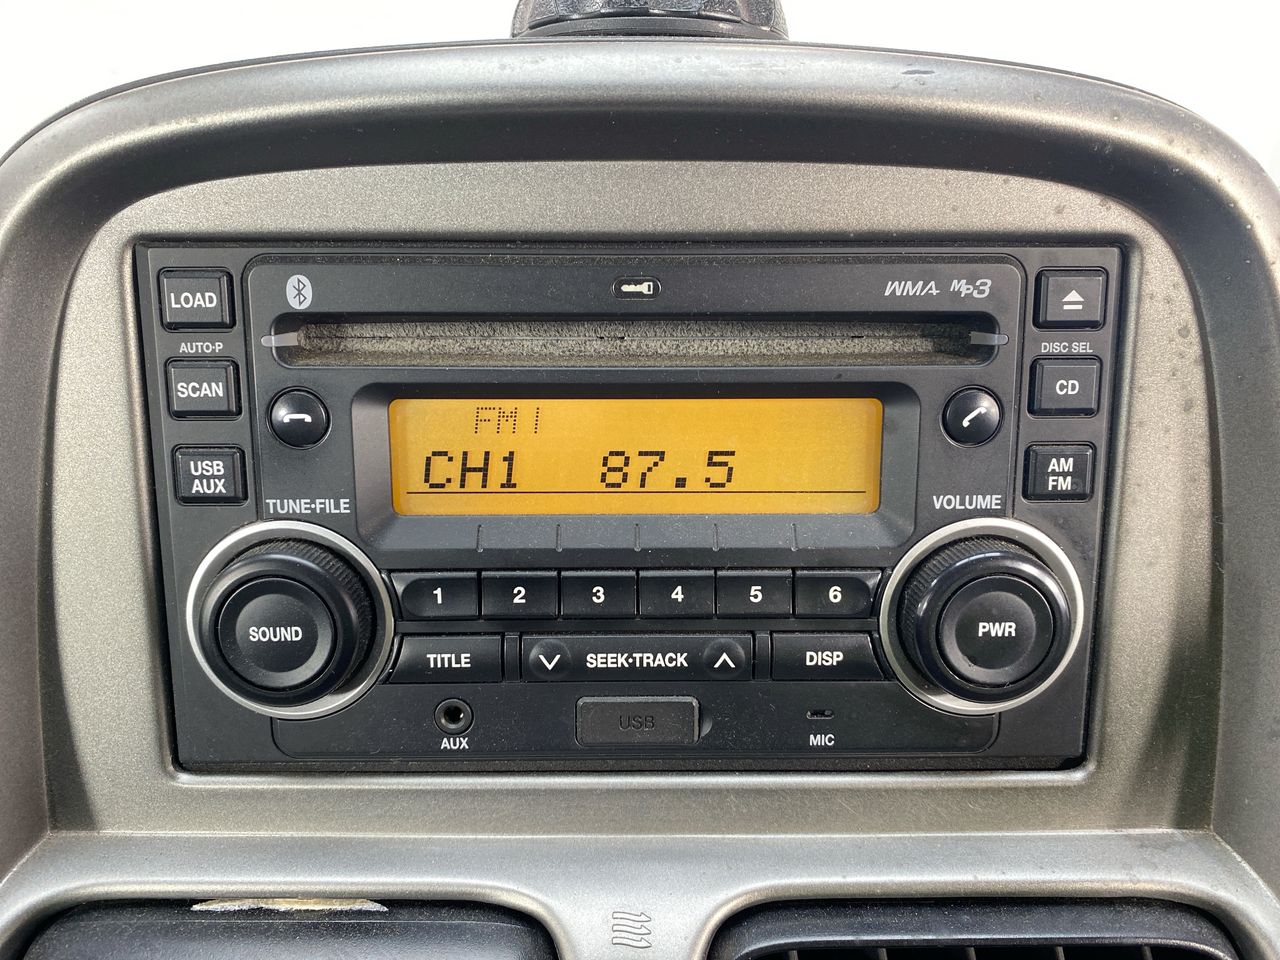 LOAD
WMA MP3
AUTO·P
DISC SEL
SCAN
CD
FM1
CH1 87.5
USB
AUX
AM
FM
TUNE·FILE
VOLUME
1 2 3 4 5 6
SOUND
PWR
TITLE
SEEK·TRACK
DISP
USB
AUX
MIC